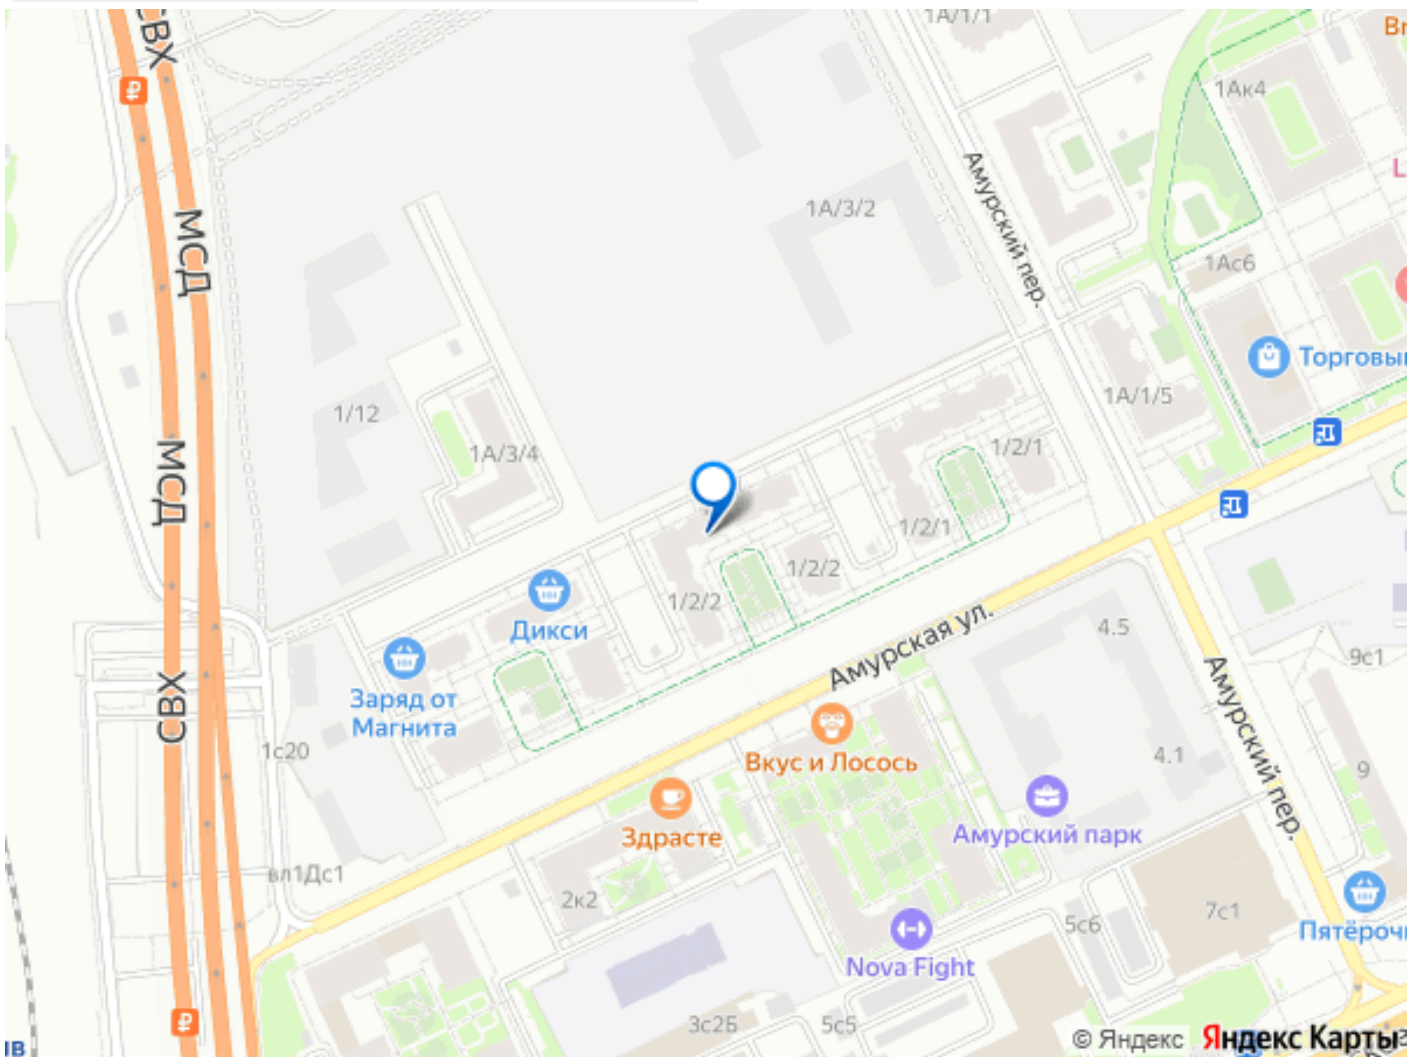 СВХ
1А/1/1
1Ак4
МСД
1А/3/2
Амурский пер.
1Ас6
Торговы
1/12
1А/1/5
1А/3/4
1/2/1
МСД
1/2/1
1/2/2
1/2/2
Дикси
Амурская ул.
4.5
9с1
Заряд от
Магнита
СВХ
1с20
Вкус и Лосось
4.1
Амурский пер.
9
Здрасте
Амурский парк
вл1Дс1
2к2
5с6
7с1
Пятёроч
Nova Fight
3с2Б
5с5
© Яндекс
Яндекс Карты